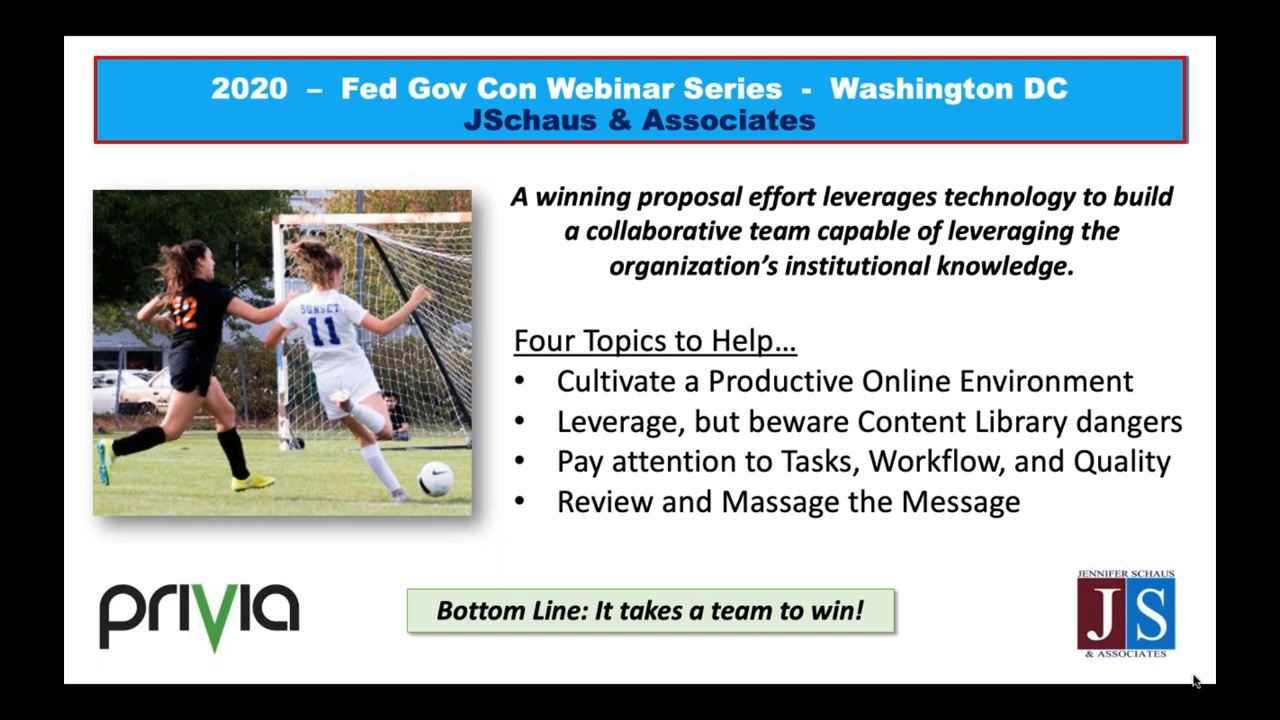 2020 – Fed Gov Con Webinar Series - Washington DC
JSchaus & Associates
A winning proposal effort leverages technology to build
a collaborative team capable of leveraging the
organization’s institutional knowledge.
Four Topics to Help…
• Cultivate a Productive Online Environment
• Leverage, but beware Content Library dangers
• Pay attention to Tasks, Workflow, and Quality
• Review and Massage the Message
SUNSET
11
12
privia
Bottom Line: It takes a team to win!
JENNIFER SCHAUS
JS
& ASSOCIATES